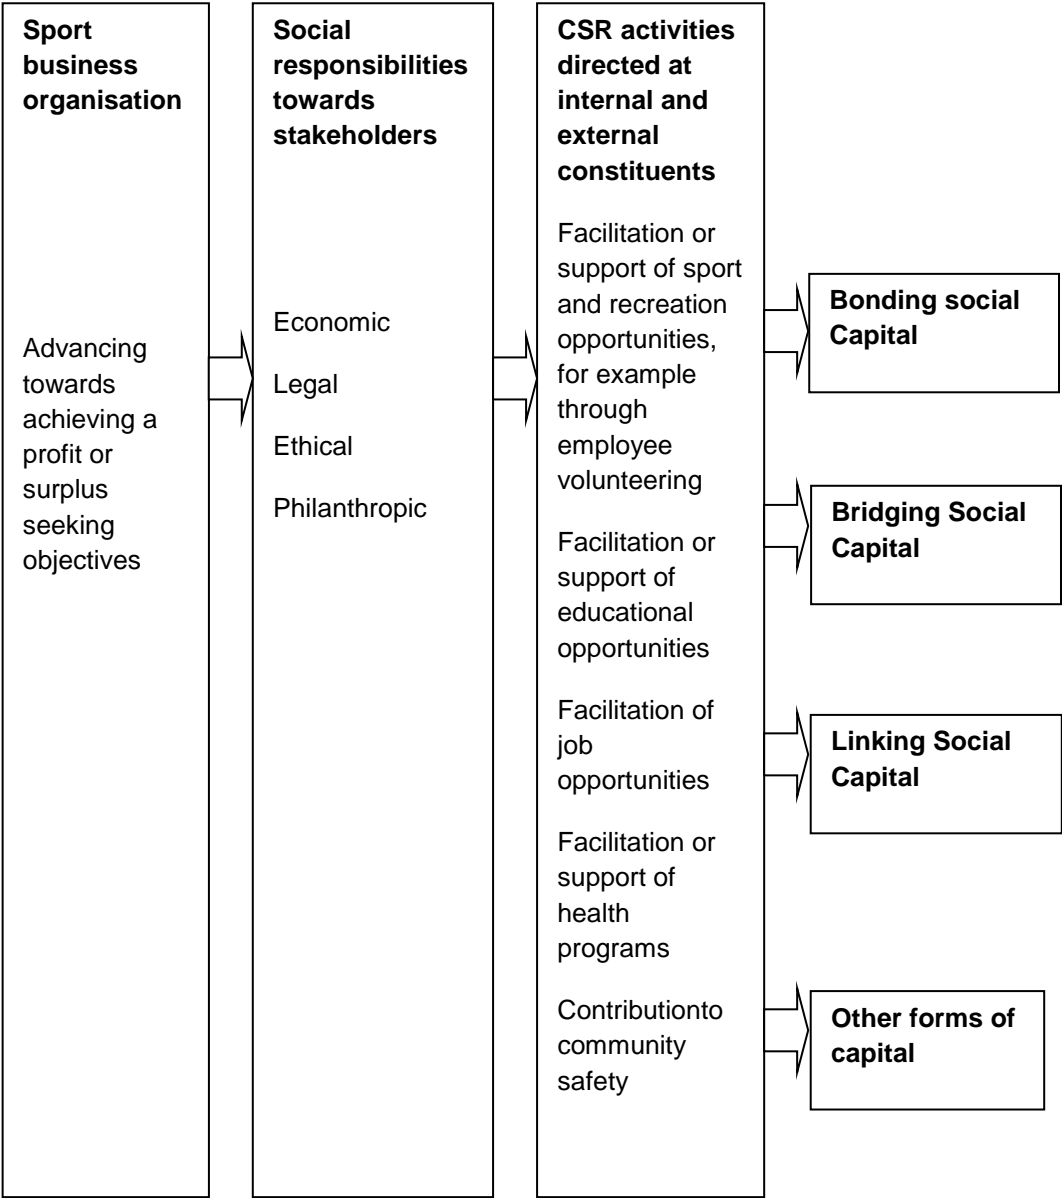 Sport
business
organisation
Advancing
towards
achieving a
profit or
surplus
seeking
objectives
Social
responsibilities
towards
stakeholders
Economic
Legal
Ethical
Philanthropic
CSR activities
directed at
internal and
external
constituents
Facilitation or
support of sport
and recreation
opportunities,
for example
through
employee
volunteering
Facilitation or
support of
educational
opportunities
Facilitation of
job
opportunities
Facilitation or
support of
health
programs
Contributionto
community
safety
Bonding social
Capital
Bridging Social
Capital
Linking Social
Capital
Other forms of
capital